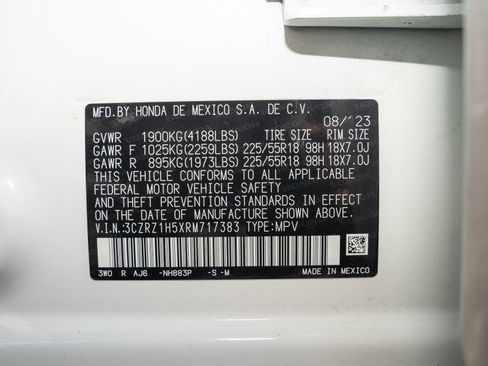 MFD.BY HONDA DE MEXICO S.A. DE C.V.
08/'23
GVWR 1900KG(4188LBS) TIRE SIZE RIM SIZE
GAWR F 1025KG(2259LBS) 225/55R18 98H 18X7.0J
GAWR R 895KG(1973LBS) 225/55R18 98H 18X7.0J
THIS VEHICLE CONFORMS TO ALL APPLICABLE
FEDERAL MOTOR VEHICLE SAFETY
AND THEFT PREVENTION STANDARDS IN EFFECT ON
THE DATE OF MANUFACTURE SHOWN ABOVE.
V.I.N.:3CZRZ1H5XRM717383 TYPE:MPV
3WO R AJ6 -NH883P -S -M
MADE IN MEXICO